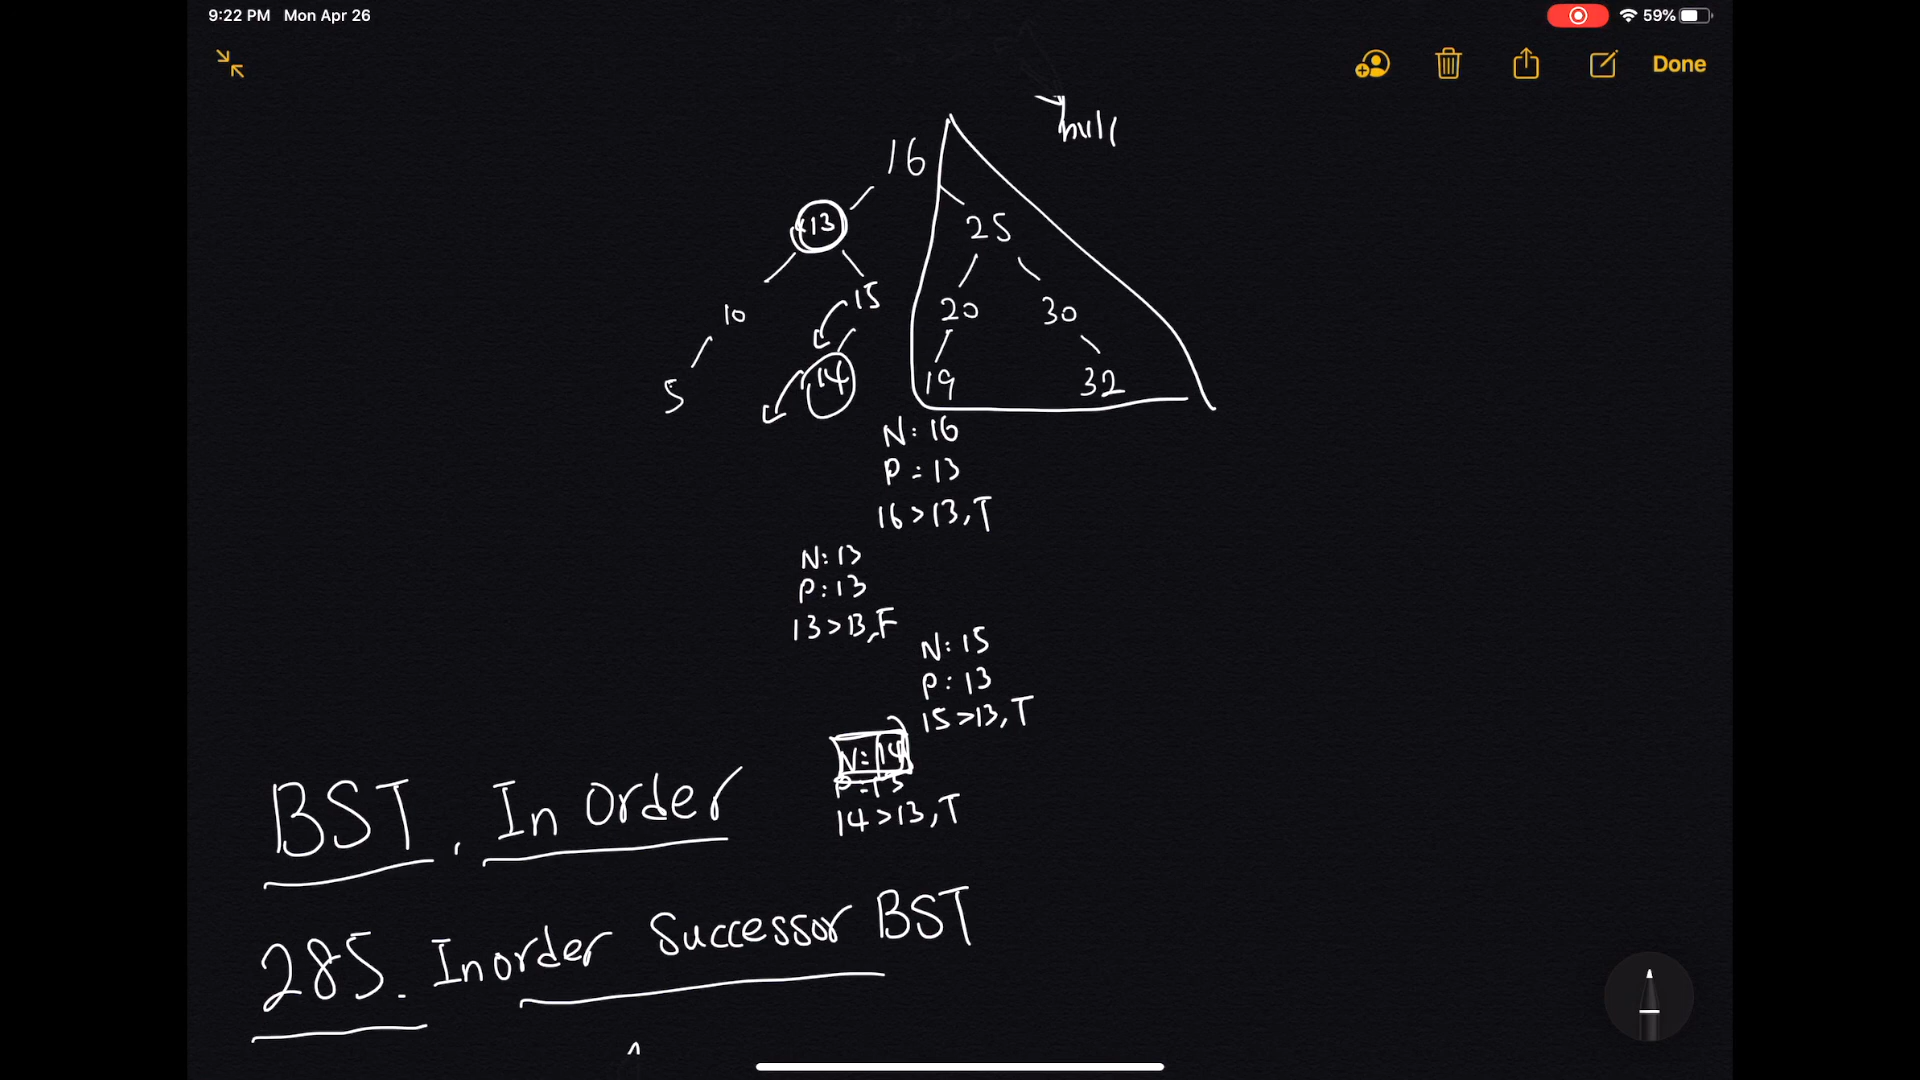 9:22 PM Mon Apr 26
59%
Done
null
16
13
25
10
15
20
30
5
14
19
32
N: 16
P: 13
16 > 13, T
N: 13
P: 13
13 > 13, F
N: 15
P: 13
15 > 13, T
N: 14
P: 13
14 > 13, T
BST, In Order
285. Inorder Successor BST